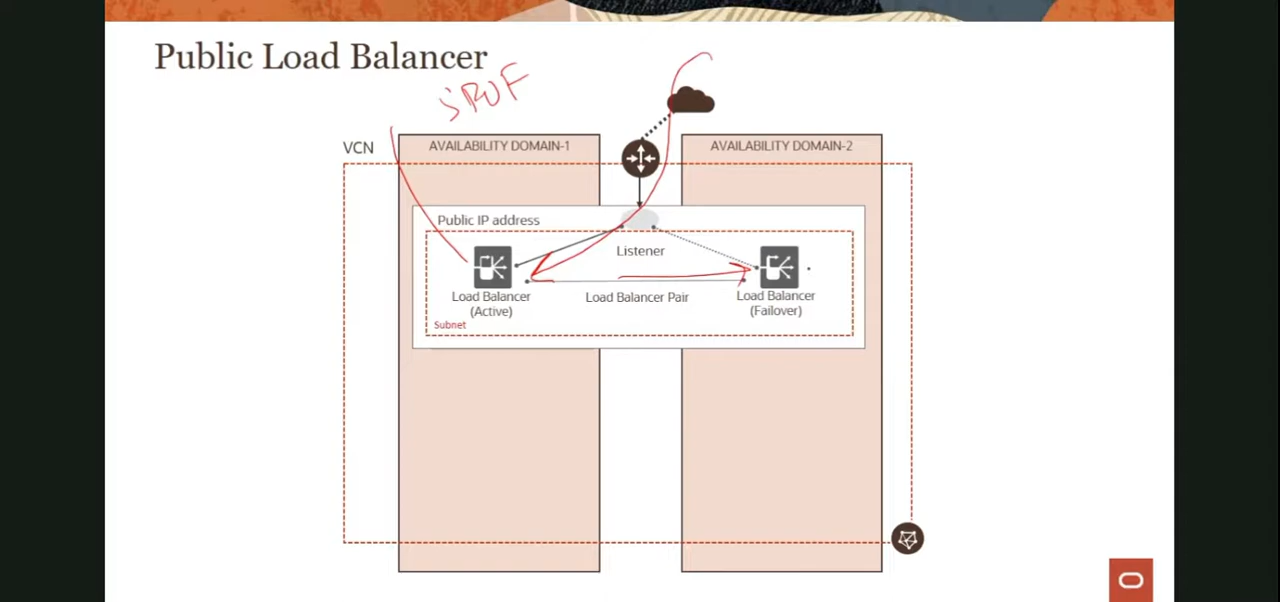 Public Load Balancer
SPOF
VCN
AVAILABILITY DOMAIN-1
AVAILABILITY DOMAIN-2
Public IP address
Listener
Load Balancer
(Active)
Load Balancer Pair
Load Balancer
(Failover)
Subnet